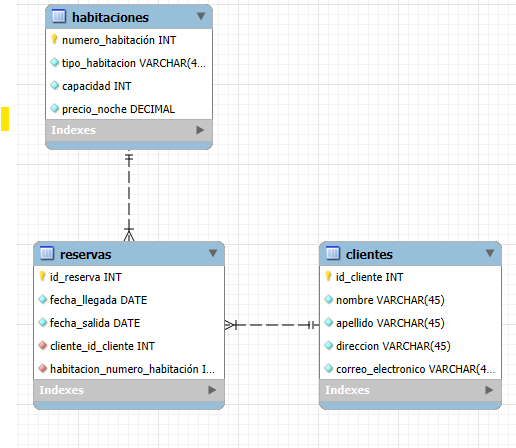 habitaciones
numero_habitación INT
tipo_habitacion VARCHAR(4...
capacidad INT
precio_noche DECIMAL
Indexes
reservas
id_reserva INT
fecha_llegada DATE
fecha_salida DATE
cliente_id_cliente INT
habitacion_numero_habitación I...
Indexes
clientes
id_cliente INT
nombre VARCHAR(45)
apellido VARCHAR(45)
direccion VARCHAR(45)
correo_electronico VARCHAR(4...
Indexes